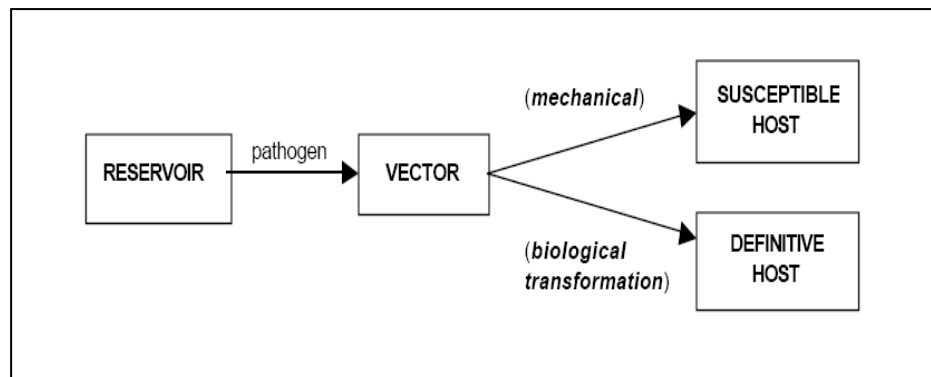 RESERVOIR
pathogen
VECTOR
(mechanical)
SUSCEPTIBLE
HOST
(biological
transformation)
DEFINITIVE
HOST